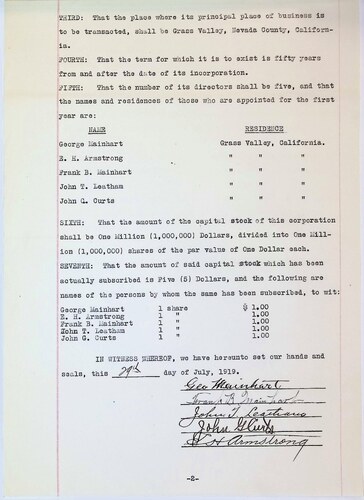 THIRD: That the place where its principal place of business is
to be transacted, shall be Grass Valley, Nevada County, Californ-
ia.
FOURTH: That the term for which it is to exist is fifty years
from and after the date of its incorporation.
FIFTH: That the number of its directors shall be five, and that
the names and residences of those who are appointed for the first
year are:
NAME RESIDENCE
George Mainhart Grass Valley, California.
E. H. Armstrong " " "
Frank B. Mainhart " " "
John T. Leatham " " "
John G. Curts " " "
SIXTH: That the amount of the capital stock of this corporation
shall be One Million (1,000,000) Dollars, divided into One Mill-
ion (1,000,000) shares of the par value of One Dollar each.
SEVENTH: That the amount of said capital stock which has been
actually subscribed is Five (5) Dollars, and the following are
names of the persons by whom the same has been subscribed, to wit:
George Mainhart 1 share $ 1.00
E. H. Armstrong 1 " 1.00
Frank B. Mainhart 1 " 1.00
John T. Leatham 1 " 1.00
John G. Curts 1 " 1.00
IN WITNESS WHEREOF, we have hereunto set our hands and
seals, this 29th day of July, 1919.
Geo Mainhart
Frank B Mainhart
John T Leatham
John G Curts
E H Armstrong
-2-